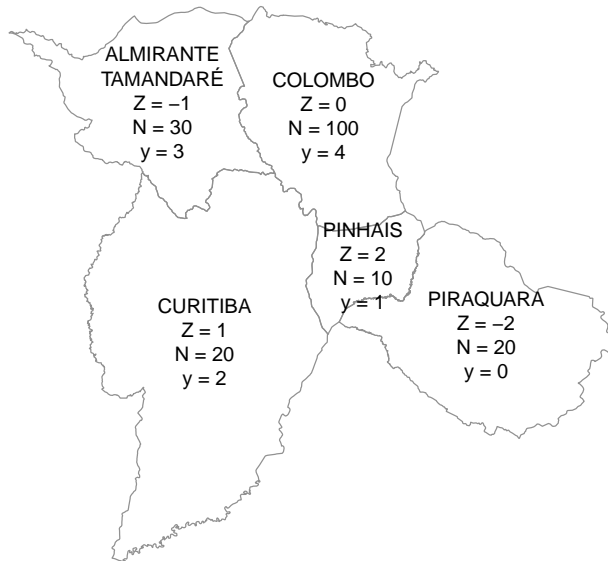 ALMIRANTE
TAMANDARÉ
Z = −1
N = 30
y = 3
COLOMBO
Z = 0
N = 100
y = 4
PINHAIS
Z = 2
N = 10
y = 1
CURITIBA
Z = 1
N = 20
y = 2
PIRAQUARA
Z = −2
N = 20
y = 0